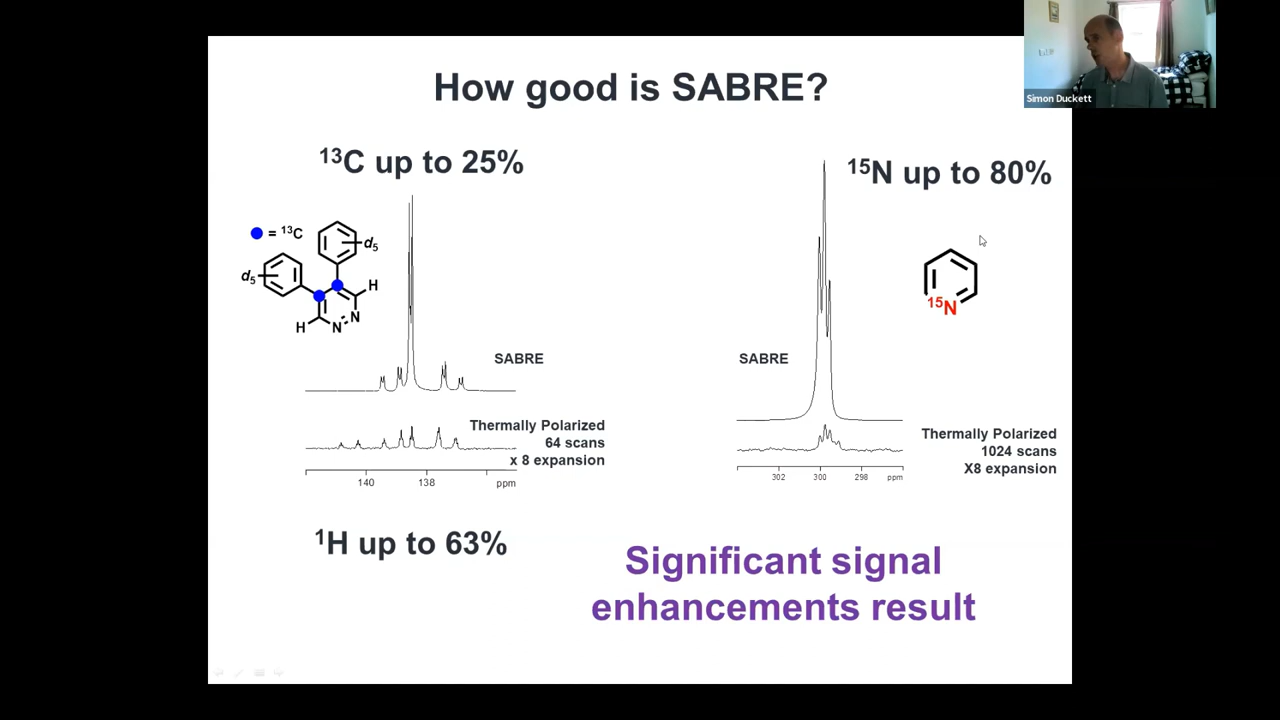 Simon Duckett
How good is SABRE?
¹³C up to 25%
= ¹³C
d₅
d₅
H
H
N
N
SABRE
Thermally Polarized
64 scans
x 8 expansion
140 138 ppm
¹⁵N up to 80%
¹⁵N
SABRE
Thermally Polarized
1024 scans
X8 expansion
302 300 298 ppm
¹H up to 63%
Significant signal
enhancements result